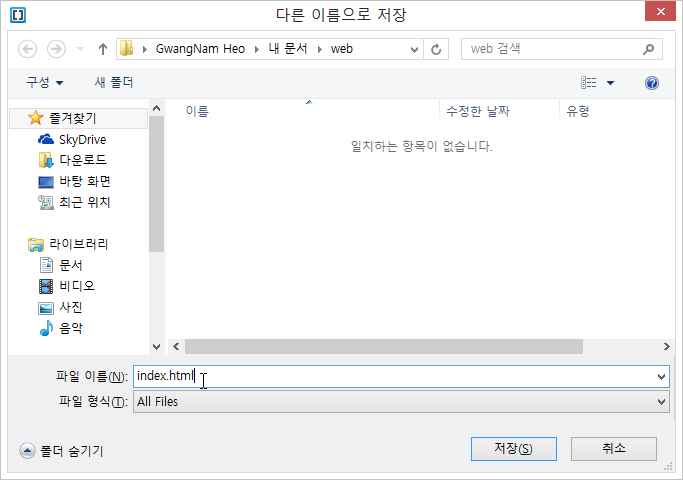 다른 이름으로 저장
GwangNam Heo 내 문서 web
web 검색
구성 새 폴더
이름 수정한 날짜 유형
일치하는 항목이 없습니다.
즐겨찾기
SkyDrive
다운로드
바탕 화면
최근 위치
라이브러리
문서
비디오
사진
음악
파일 이름(N): index.html
파일 형식(T): All Files
폴더 숨기기 저장(S) 취소